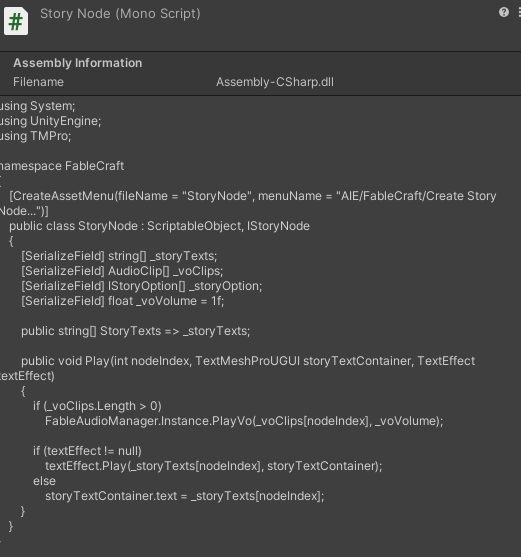 #
Story Node (Mono Script)
?
Assembly Information
Filename Assembly-CSharp.dll
using System;
using UnityEngine;
using TMPro;
namespace FableCraft
{
[CreateAssetMenu(fileName = "StoryNode", menuName = "AIE/FableCraft/Create Story
Node...")]
public class StoryNode : ScriptableObject, IStoryNode
{
[SerializeField] string[] _storyTexts;
[SerializeField] AudioClip[] _voClips;
[SerializeField] IStoryOption[] _storyOption;
[SerializeField] float _voVolume = 1f;
public string[] StoryTexts => _storyTexts;
public void Play(int nodeIndex, TextMeshProUGUI storyTextContainer, TextEffect
textEffect)
{
if (_voClips.Length > 0)
FableAudioManager.Instance.PlayVo(_voClips[nodeIndex], _voVolume);
if (textEffect != null)
textEffect.Play(_storyTexts[nodeIndex], storyTextContainer);
else
storyTextContainer.text = _storyTexts[nodeIndex];
}
}